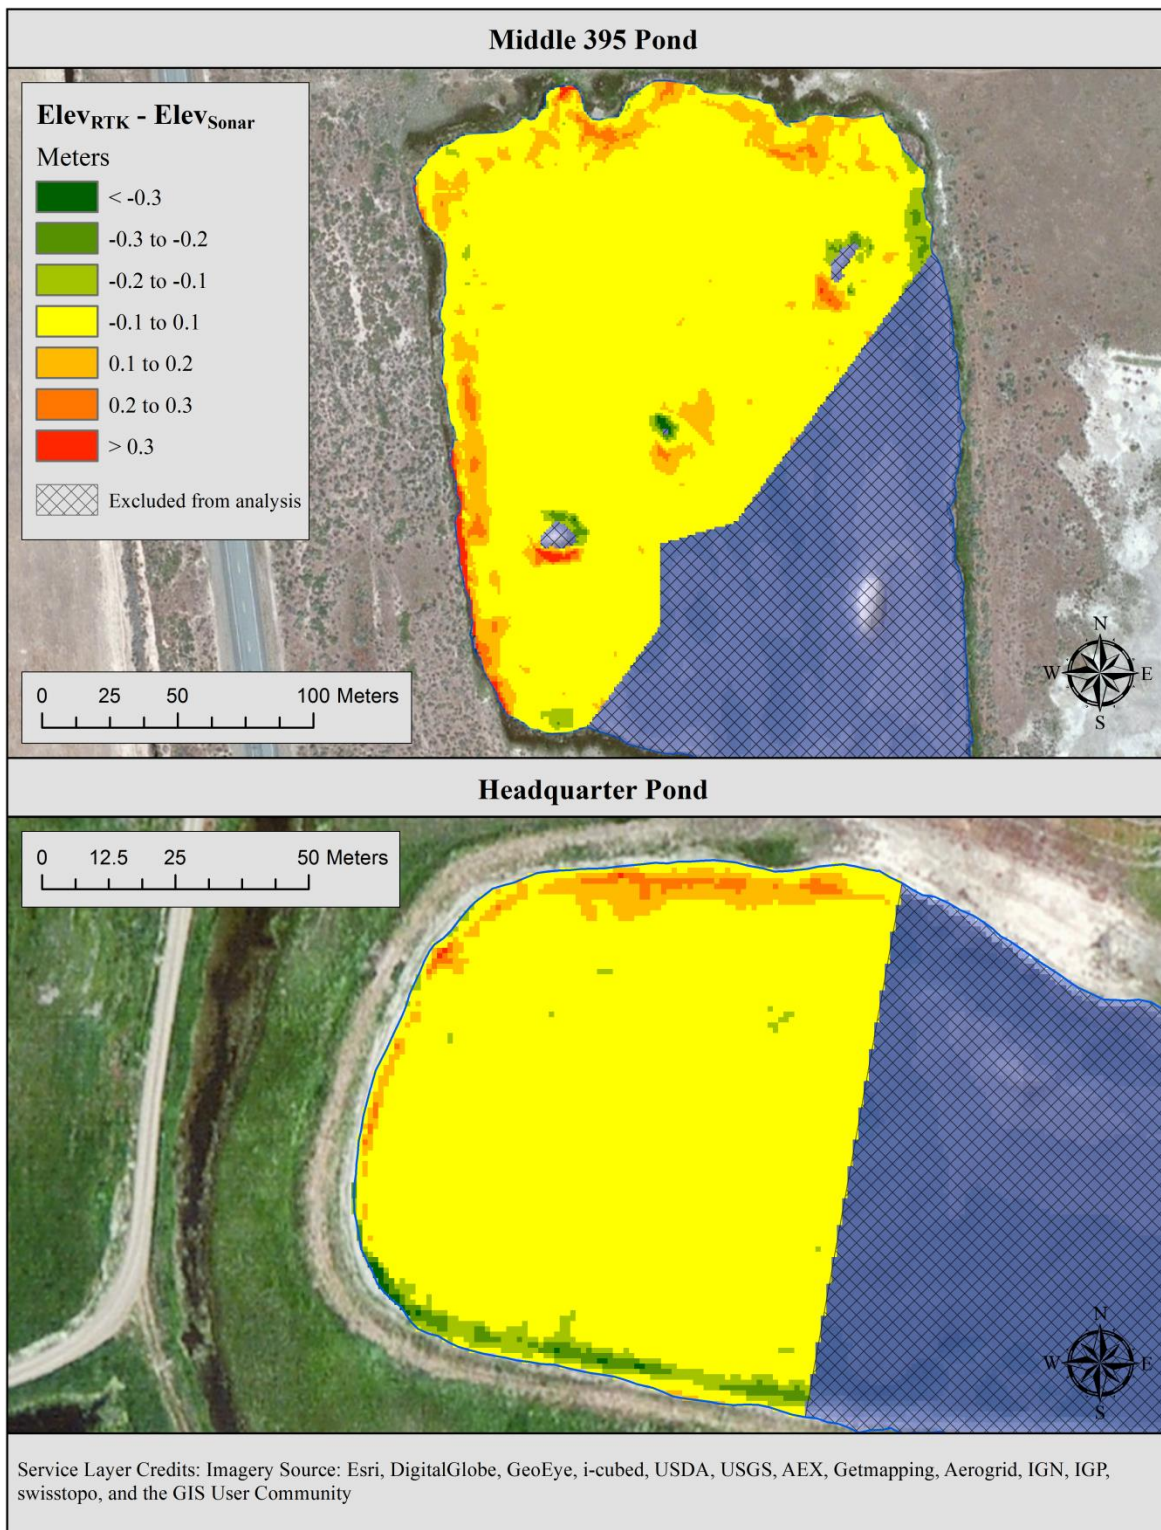 Middle 395 Pond
Elev_RTK - Elev_Sonar
Meters
< -0.3
-0.3 to -0.2
-0.2 to -0.1
-0.1 to 0.1
0.1 to 0.2
0.2 to 0.3
> 0.3
Excluded from analysis
0 25 50 100 Meters
N
W E
S
Headquarter Pond
0 12.5 25 50 Meters
N
W E
S
Service Layer Credits: Imagery Source: Esri, DigitalGlobe, GeoEye, i-cubed, USDA, USGS, AEX, Getmapping, Aerogrid, IGN, IGP,
swisstopo, and the GIS User Community